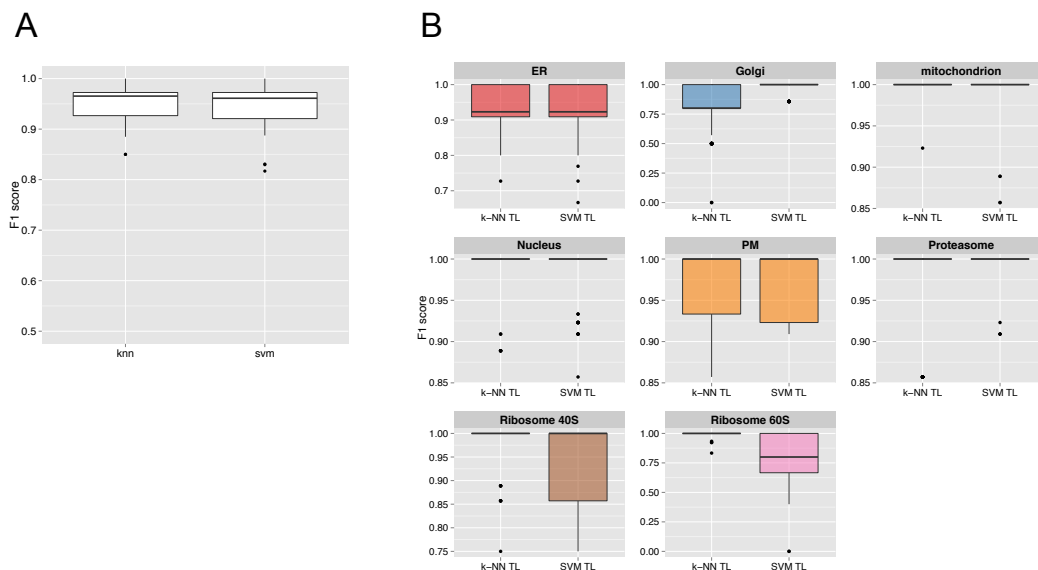 A
B
F1 score
1.0
0.9
0.8
0.7
0.6
0.5
knn
svm
F1 score
ER
1.0
0.9
0.8
0.7
k−NN TL
SVM TL
Golgi
1.00
0.75
0.50
0.25
0.00
k−NN TL
SVM TL
mitochondrion
1.00
0.95
0.90
0.85
k−NN TL
SVM TL
Nucleus
1.00
0.95
0.90
0.85
k−NN TL
SVM TL
PM
1.00
0.95
0.90
0.85
k−NN TL
SVM TL
Proteasome
1.00
0.95
0.90
0.85
k−NN TL
SVM TL
Ribosome 40S
1.00
0.95
0.90
0.85
0.80
0.75
k−NN TL
SVM TL
Ribosome 60S
1.00
0.75
0.50
0.25
0.00
k−NN TL
SVM TL